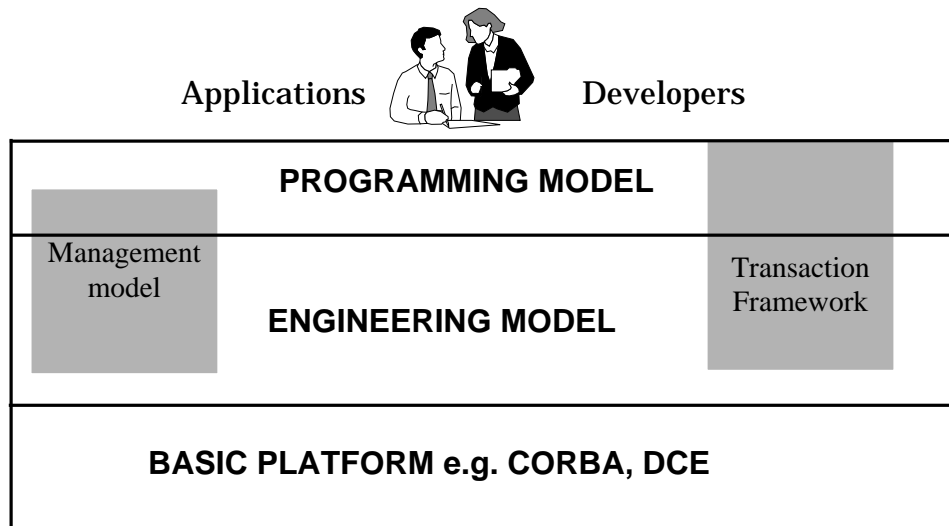 Applications Developers
PROGRAMMING MODEL
Management
model
Transaction
Framework
ENGINEERING MODEL
BASIC PLATFORM e.g. CORBA, DCE